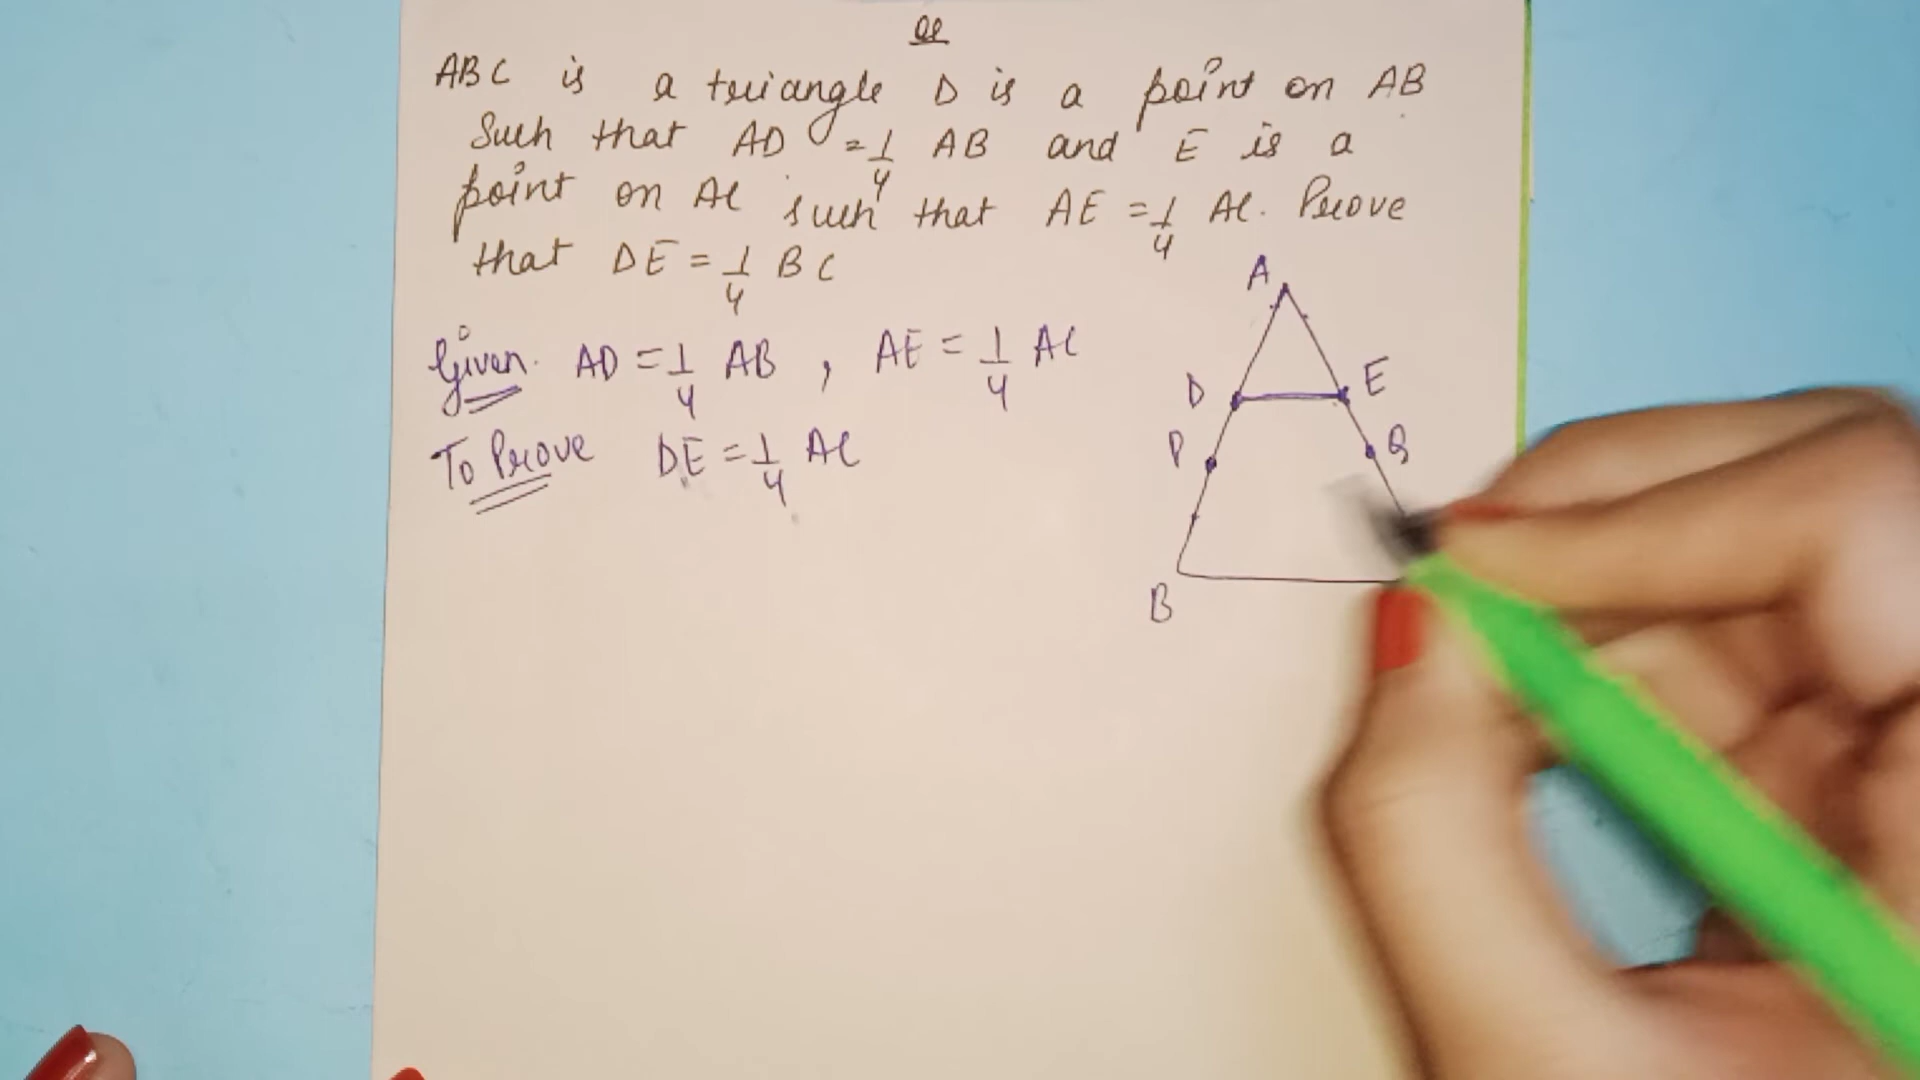 Q1
ABC is a triangle D is a point on AB
Such that AD = 1/4 AB and E is a
point on AC such that AE = 1/4 AC. Prove
that DE = 1/4 BC
Given. AD = 1/4 AB , AE = 1/4 AC
To Prove DE = 1/4 AC
A
D E
P Q
B